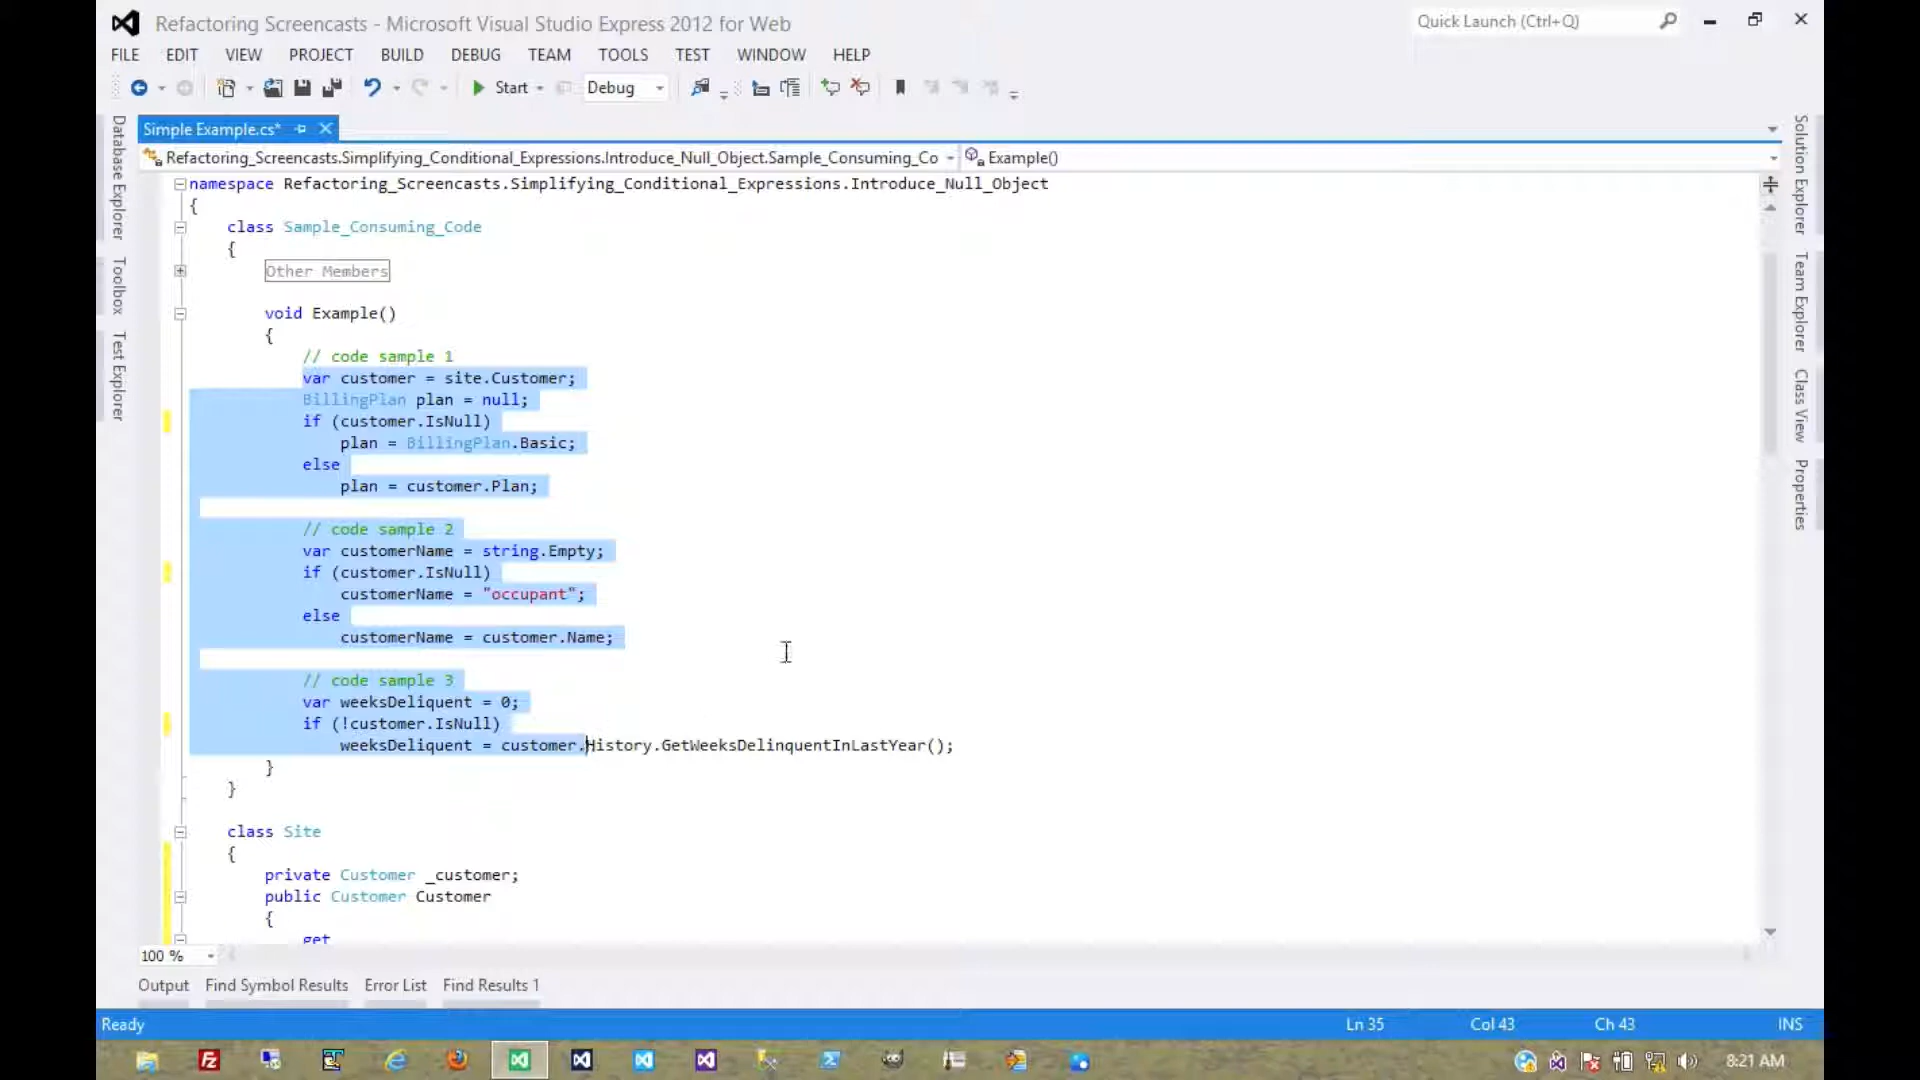 Refactoring Screencasts - Microsoft Visual Studio Express 2012 for Web
Quick Launch (Ctrl+Q)
FILE EDIT VIEW PROJECT BUILD DEBUG TEAM TOOLS TEST WINDOW HELP
Start Debug
Simple Example.cs*
Refactoring_Screencasts.Simplifying_Conditional_Expressions.Introduce_Null_Object.Sample_Consuming_Co
Example()
Database Explorer
Toolbox
Test Explorer
namespace Refactoring_Screencasts.Simplifying_Conditional_Expressions.Introduce_Null_Object
{
class Sample_Consuming_Code
{
Other Members
void Example()
{
// code sample 1
var customer = site.Customer;
BillingPlan plan = null;
if (customer.IsNull)
plan = BillingPlan.Basic;
else
plan = customer.Plan;
// code sample 2
var customerName = string.Empty;
if (customer.IsNull)
customerName = "occupant";
else
customerName = customer.Name;
// code sample 3
var weeksDeliquent = 0;
if (!customer.IsNull)
weeksDeliquent = customer.History.GetWeeksDelinquentInLastYear();
}
}
class Site
{
private Customer _customer;
public Customer Customer
{
get
Solution Explorer
Team Explorer
Class View
Properties
100 %
Output Find Symbol Results Error List Find Results 1
Ready Ln 35 Col 43 Ch 43 INS
8:21 AM